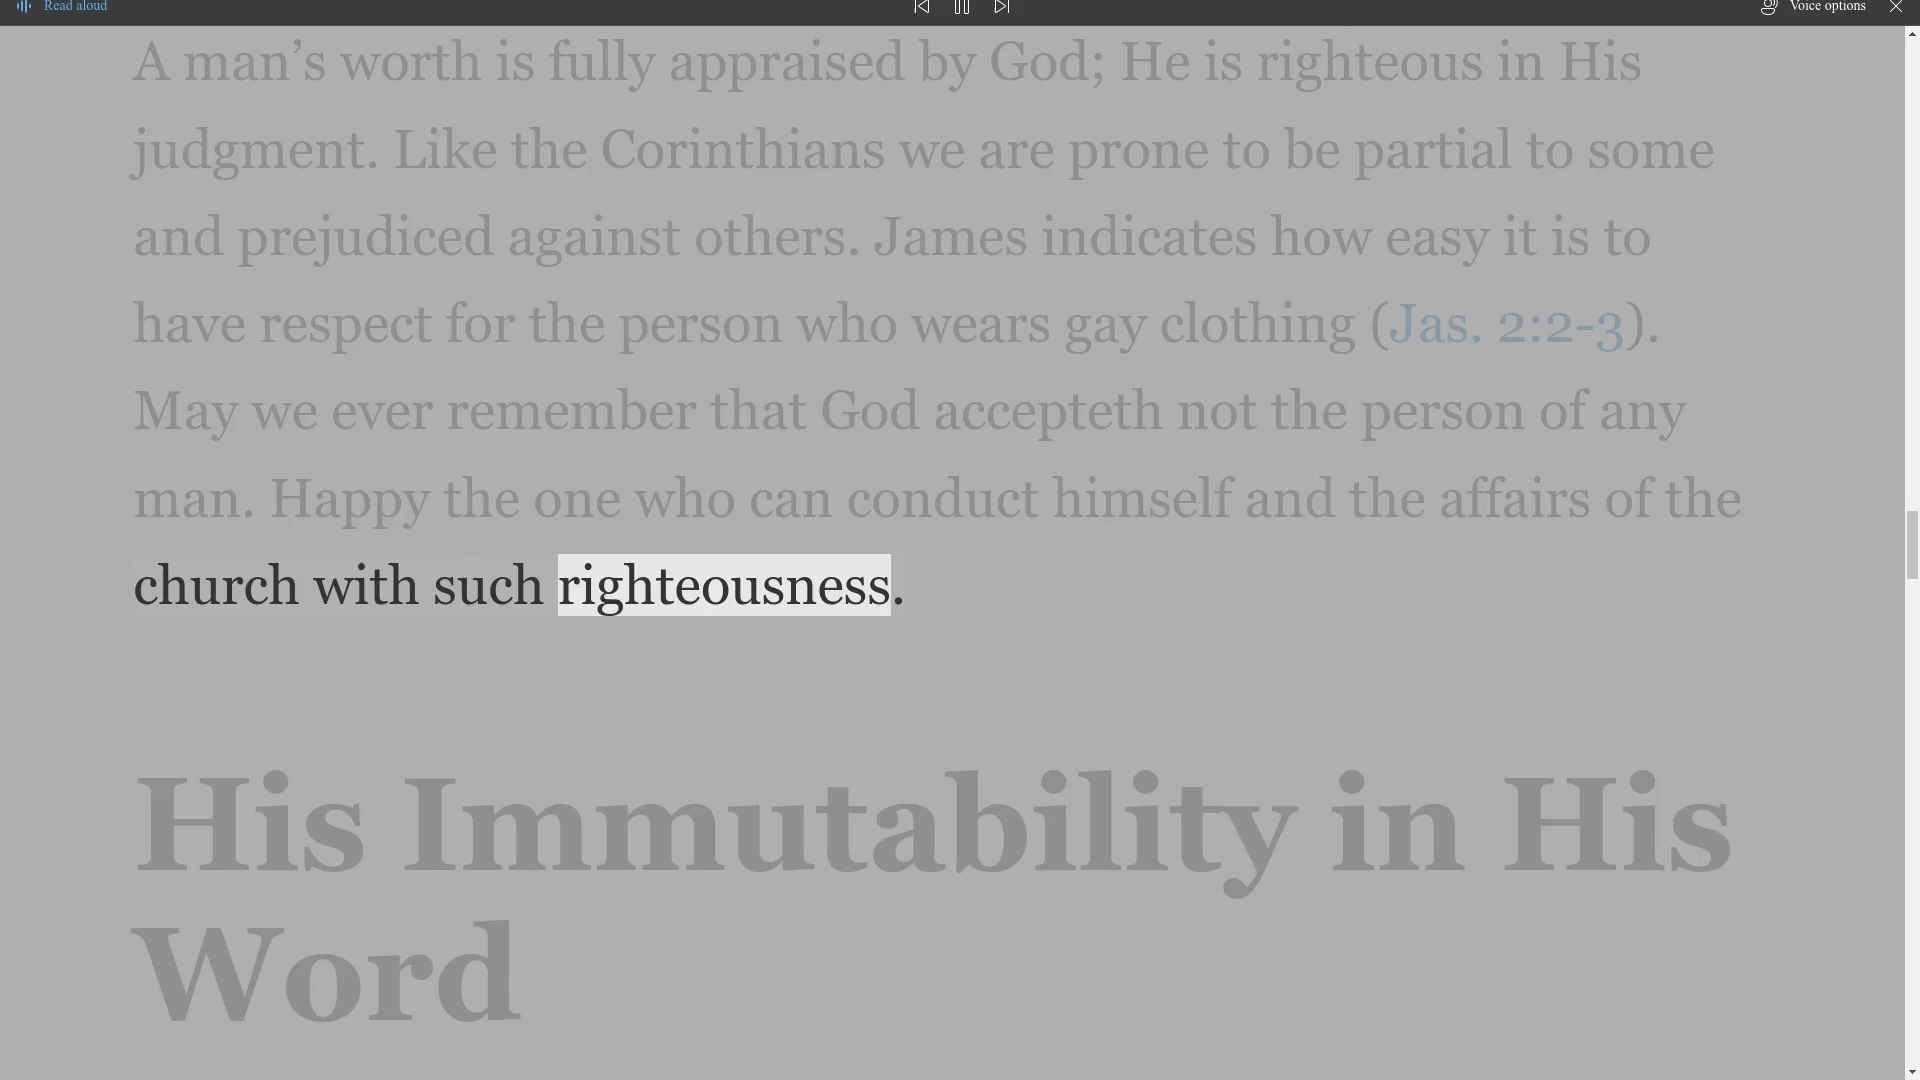 Read aloud
Voice options
A man’s worth is fully appraised by God; He is righteous in His
judgment. Like the Corinthians we are prone to be partial to some
and prejudiced against others. James indicates how easy it is to
have respect for the person who wears gay clothing (Jas. 2:2-3).
May we ever remember that God accepteth not the person of any
man. Happy the one who can conduct himself and the affairs of the
church with such righteousness.
His Immutability in His
Word